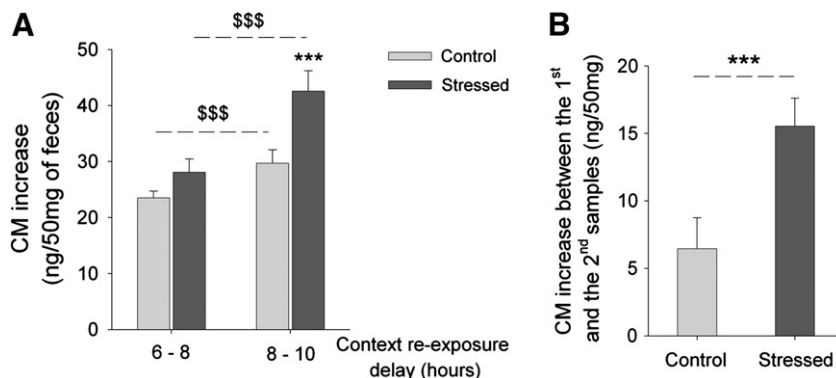 A
$$$
***
$$$
Control
Stressed
CM increase
(ng/50mg of feces)
50
40
30
20
10
0
6 - 8
8 - 10
Context re-exposure
delay (hours)
B
***
CM increase between the 1st
and the 2nd samples (ng/50mg)
20
15
10
5
0
Control
Stressed